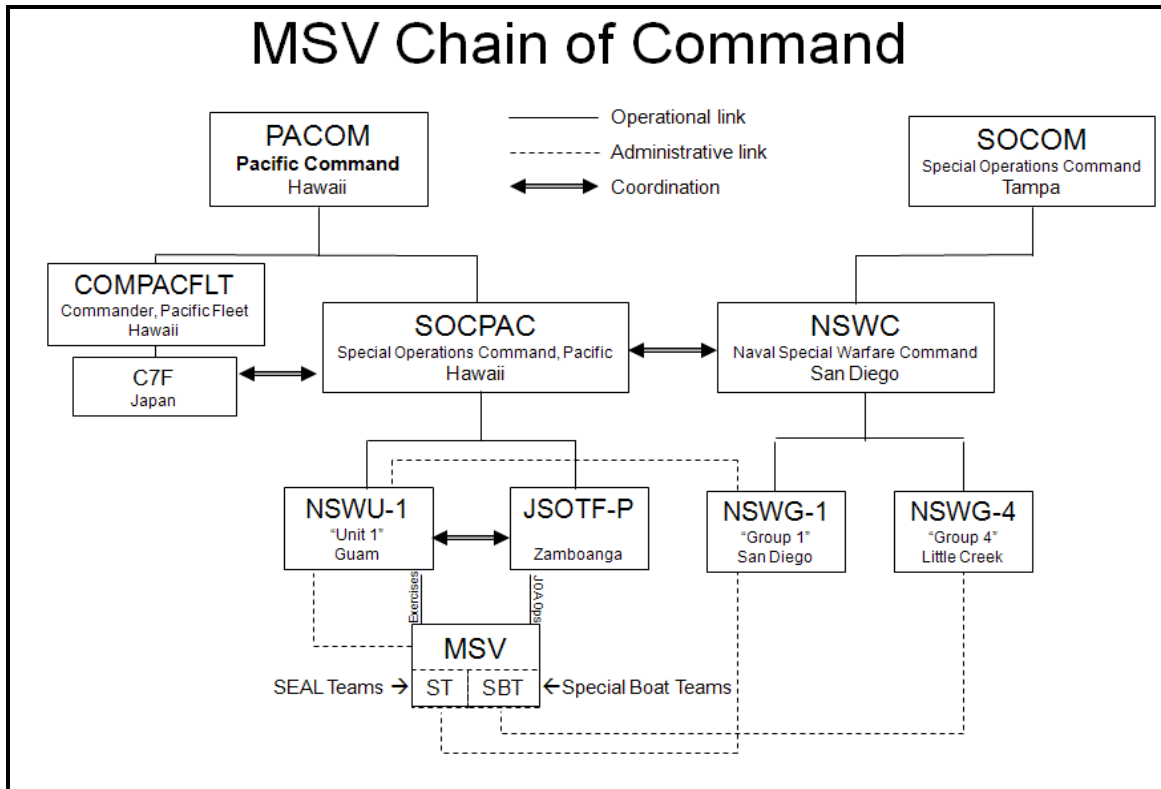 MSV Chain of Command
PACOM
Pacific Command
Hawaii
Operational link
Administrative link
Coordination
SOCOM
Special Operations Command
Tampa
COMPACFLT
Commander, Pacific Fleet
Hawaii
C7F
Japan
SOCPAC
Special Operations Command, Pacific
Hawaii
NSWC
Naval Special Warfare Command
San Diego
NSWU-1
“Unit 1”
Guam
JSOTF-P
Zamboanga
NSWG-1
“Group 1”
San Diego
NSWG-4
“Group 4”
Little Creek
Exercises
JOA Ops
MSV
SEAL Teams →
ST
SBT
←Special Boat Teams